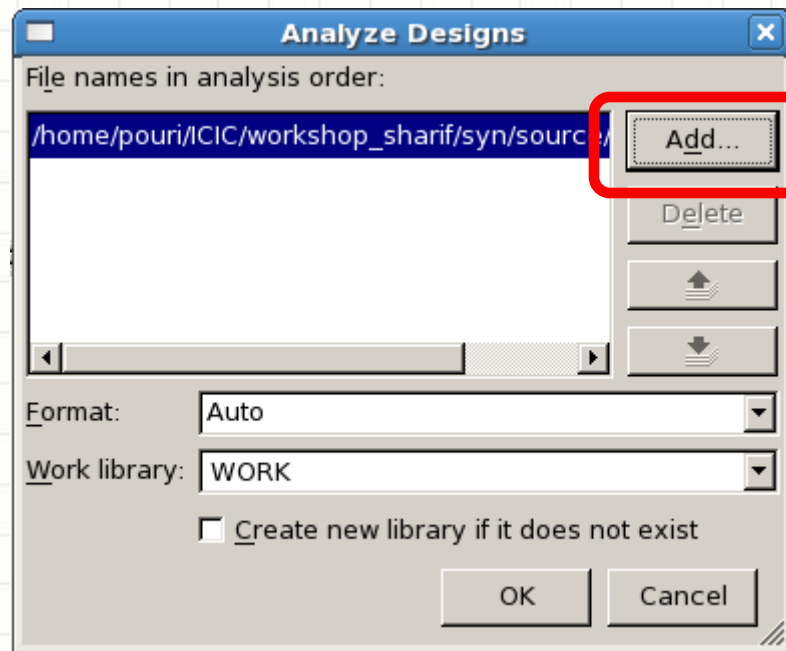 Analyze Designs
File names in analysis order:
/home/pouri/ICIC/workshop_sharif/syn/source/
Add...
Delete
Format:
Auto
Work library:
WORK
Create new library if it does not exist
OK
Cancel